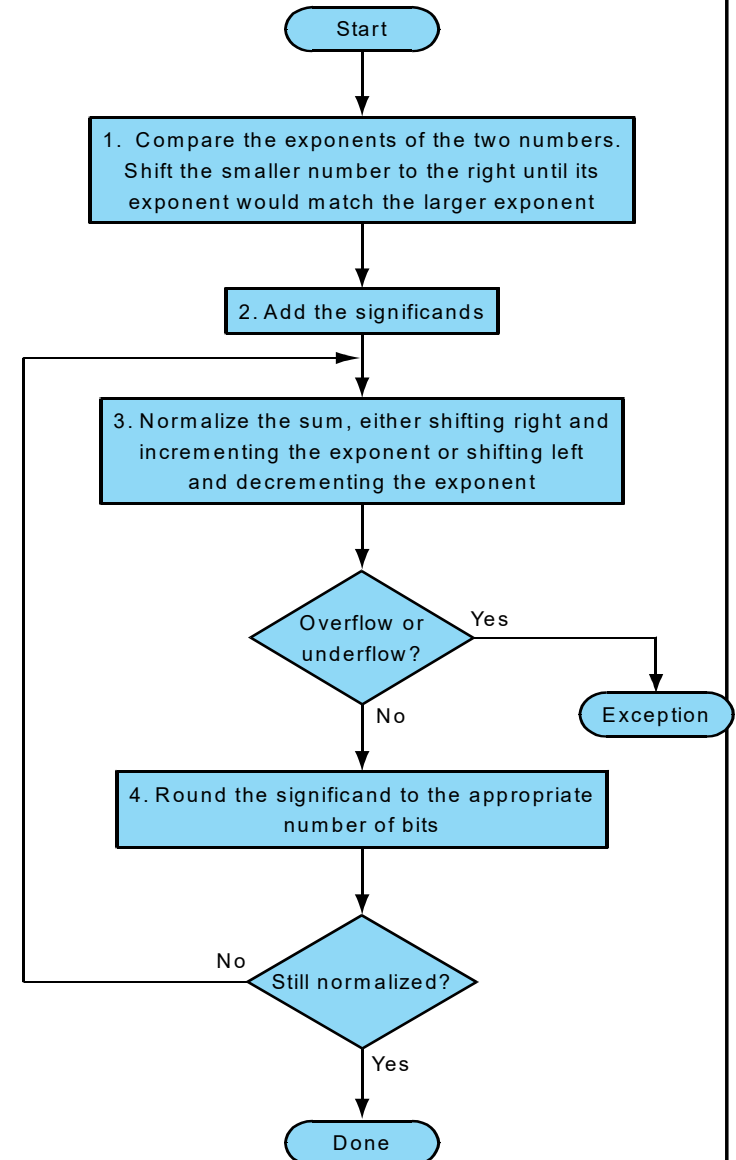 Start
1. Compare the exponents of the two numbers.
Shift the smaller number to the right until its
exponent would match the larger exponent
2. Add the significands
3. Normalize the sum, either shifting right and
incrementing the exponent or shifting left
and decrementing the exponent
Overflow or
underflow?
Yes
No
Exception
4. Round the significand to the appropriate
number of bits
No
Still normalized?
Yes
Done